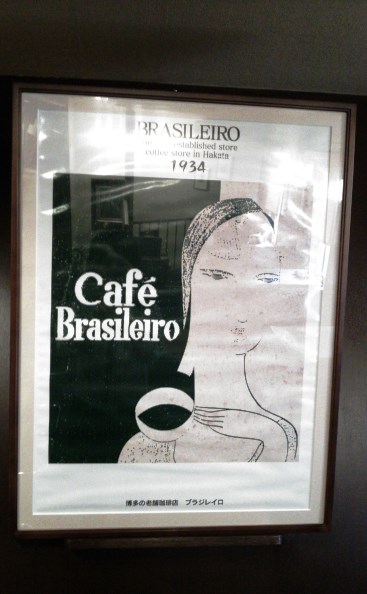 BRASILEIRO
established store
coffee store in Hakata
1934
Café
Brasileiro
博多の老舗珈琲店 ブラジレイロ